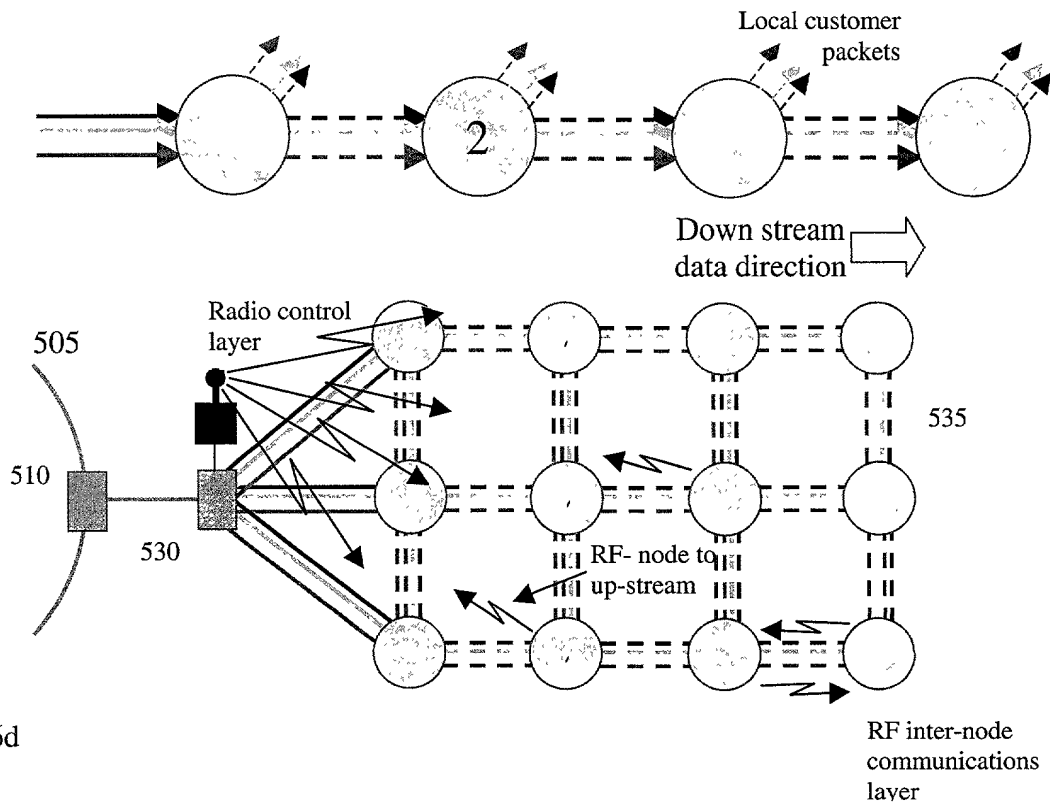 Local customer
packets
2
Down stream
data direction
Radio control
layer
505
535
510
530
RF- node to
up-stream
RF inter-node
communications
layer